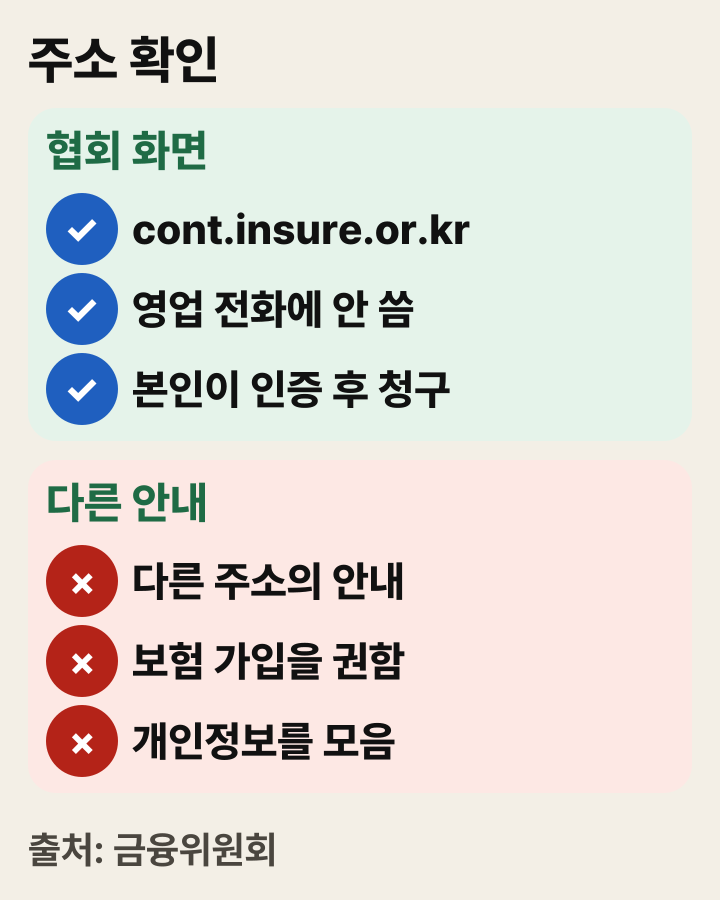 주소 확인
협회 화면
cont.insure.or.kr
영업 전화에 안 씀
본인이 인증 후 청구
다른 안내
다른 주소의 안내
보험 가입을 권함
개인정보를 모음
출처: 금융위원회